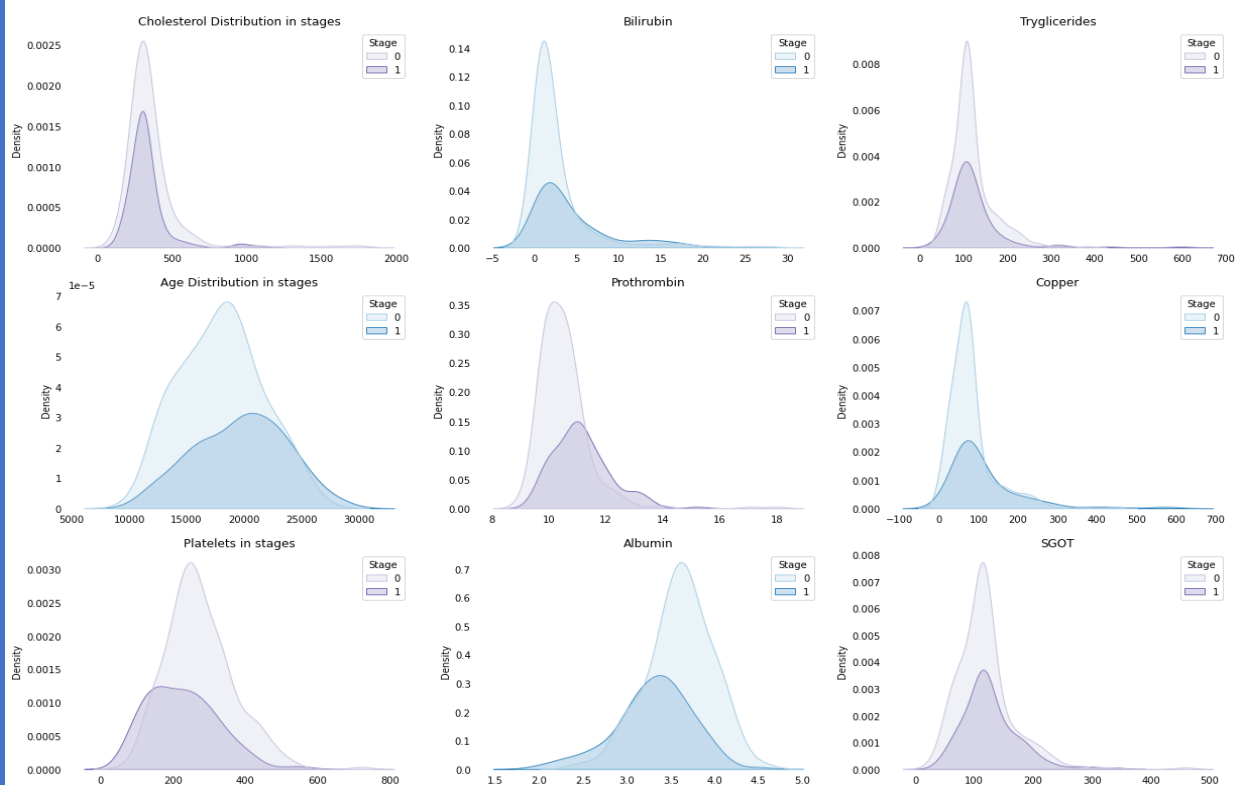 Cholesterol Distribution in stages
Density
0.0025
0.0020
0.0015
0.0010
0.0005
0.0000
0 500 1000 1500 2000
Stage
0
1
Bilirubin
Density
0.14
0.12
0.10
0.08
0.06
0.04
0.02
0.00
−5 0 5 10 15 20 25 30
Stage
0
1
Tryglicerides
Density
0.008
0.006
0.004
0.002
0.000
0 100 200 300 400 500 600 700
Stage
0
1
Age Distribution in stages
1e−5
Density
7
6
5
4
3
2
1
0
5000 10000 15000 20000 25000 30000
Stage
0
1
Prothrombin
Density
0.35
0.30
0.25
0.20
0.15
0.10
0.05
0.00
8 10 12 14 16 18
Stage
0
1
Copper
Density
0.007
0.006
0.005
0.004
0.003
0.002
0.001
0.000
−100 0 100 200 300 400 500 600 700
Stage
0
1
Platelets in stages
Density
0.0030
0.0025
0.0020
0.0015
0.0010
0.0005
0.0000
0 200 400 600 800
Stage
0
1
Albumin
Density
0.7
0.6
0.5
0.4
0.3
0.2
0.1
0.0
1.5 2.0 2.5 3.0 3.5 4.0 4.5 5.0
Stage
0
1
SGOT
Density
0.008
0.007
0.006
0.005
0.004
0.003
0.002
0.001
0.000
0 100 200 300 400 500
Stage
0
1